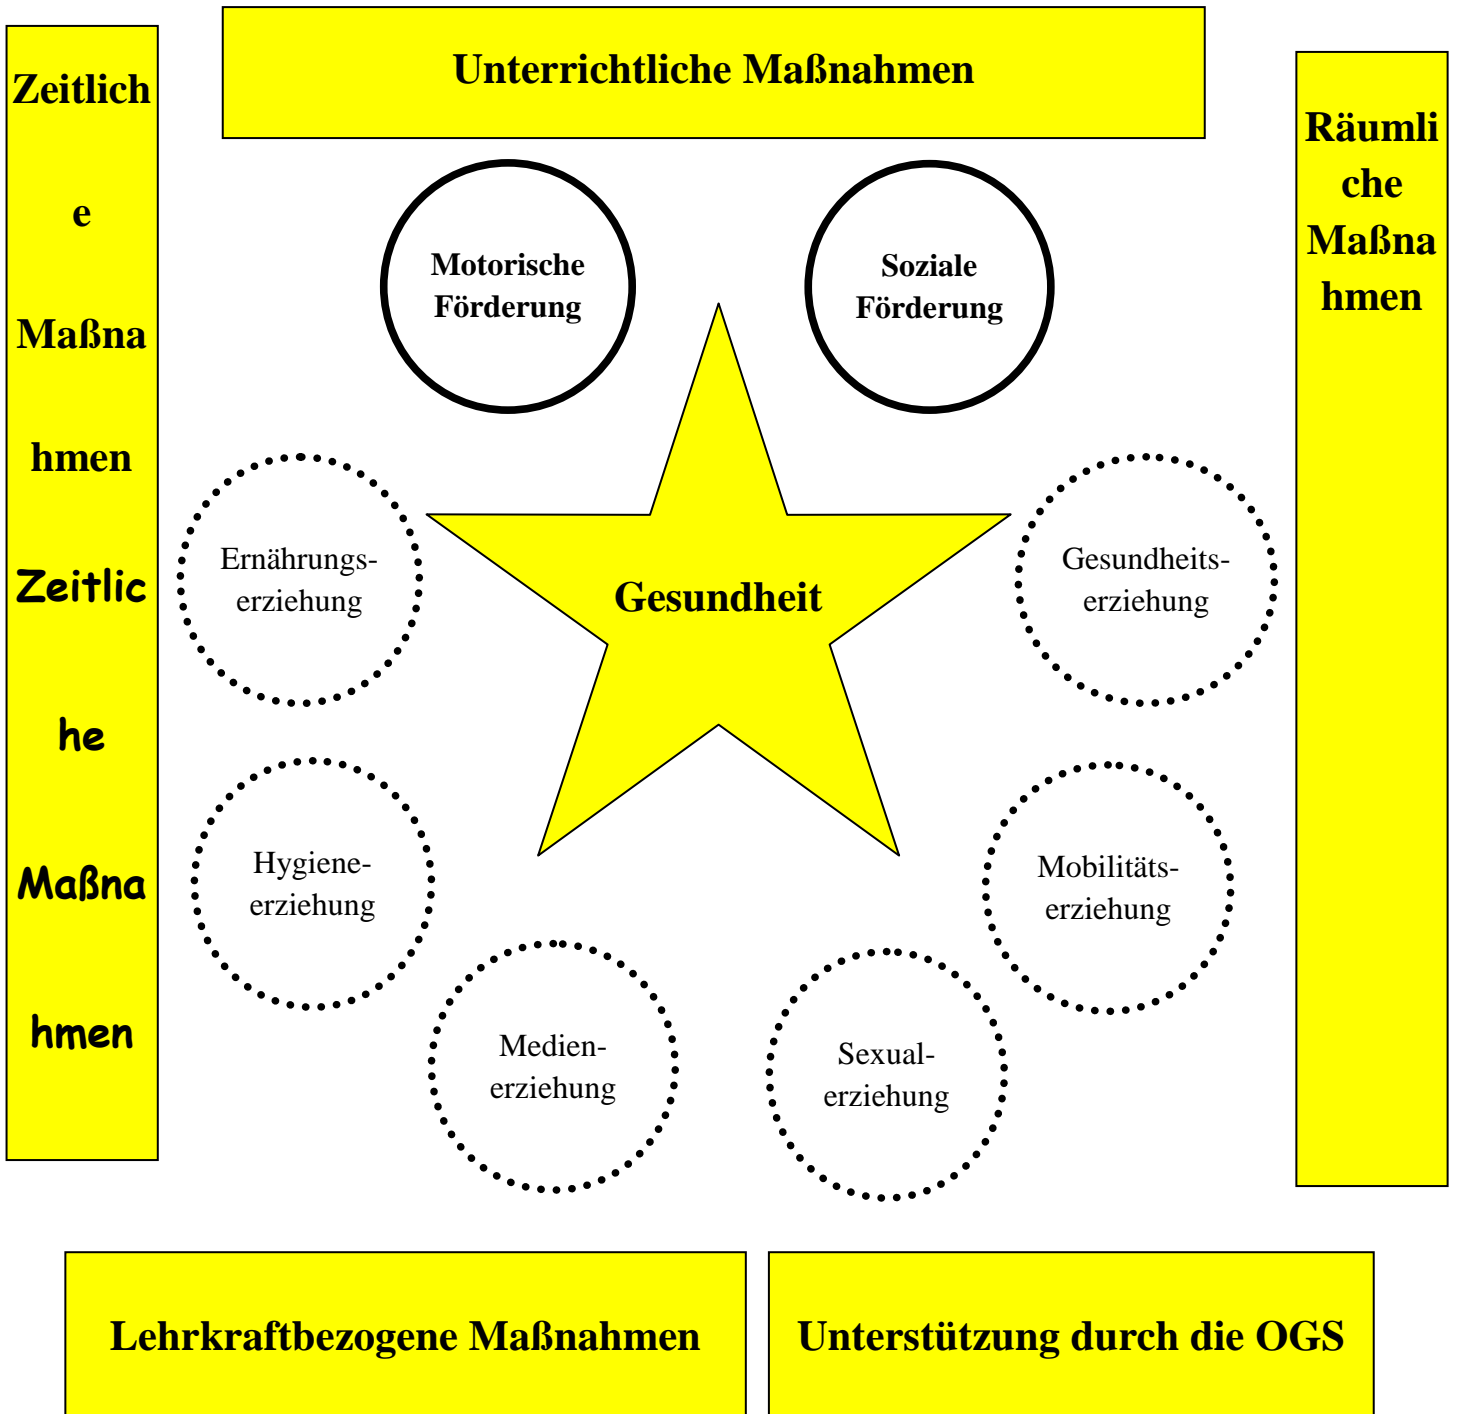 Unterrichtliche Maßnahmen
Zeitlich
e
Maßna
hmen
Zeitlic
he
Maßna
hmen
Räumli
che
Maßna
hmen
Motorische
Förderung
Soziale
Förderung
Ernährungs-
erziehung
Gesundheit
Gesundheits-
erziehung
Hygiene-
erziehung
Mobilitäts-
erziehung
Medien-
erziehung
Sexual-
erziehung
Lehrkraftbezogene Maßnahmen
Unterstützung durch die OGS